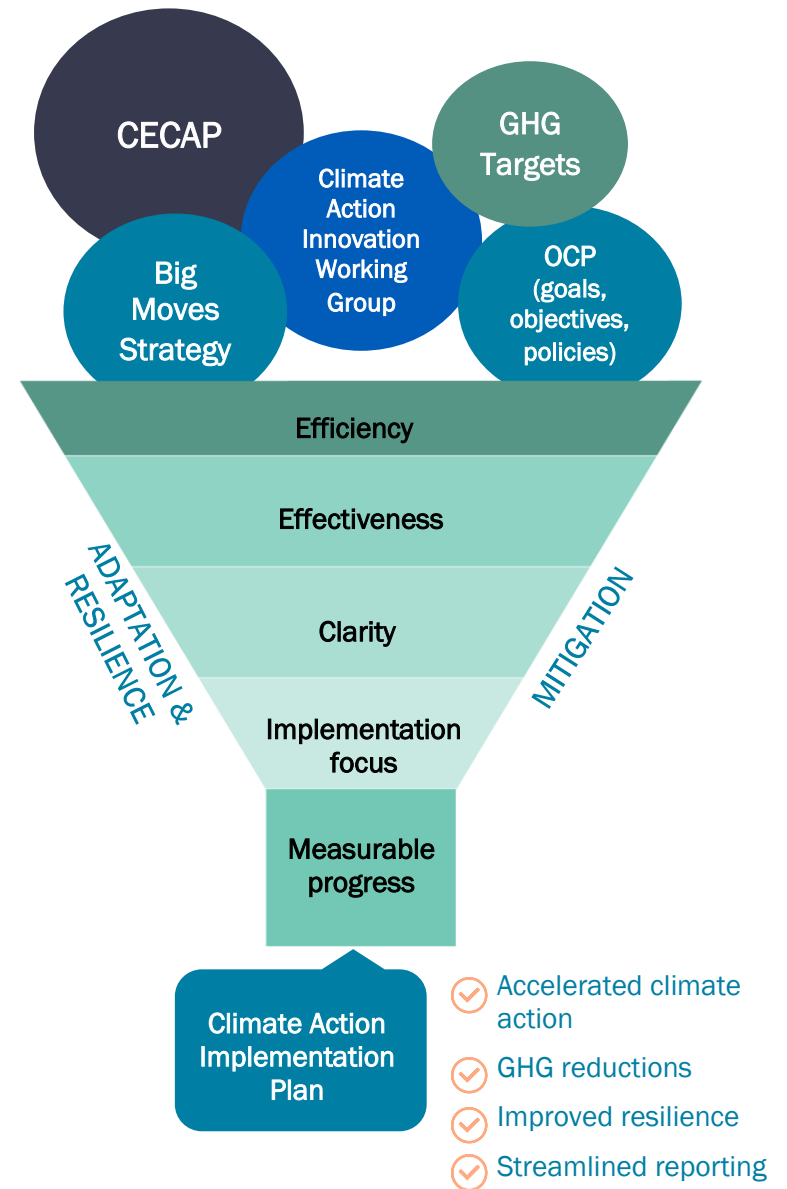 CECAP
GHG
Targets
Climate
Action
Innovation
Working
Group
Big
Moves
Strategy
OCP
(goals,
objectives,
policies)
Efficiency
Effectiveness
Clarity
Implementation
focus
ADAPTATION &
RESILIENCE
MITIGATION
Measurable
progress
Climate Action
Implementation
Plan
Accelerated climate
action
GHG reductions
Improved resilience
Streamlined reporting